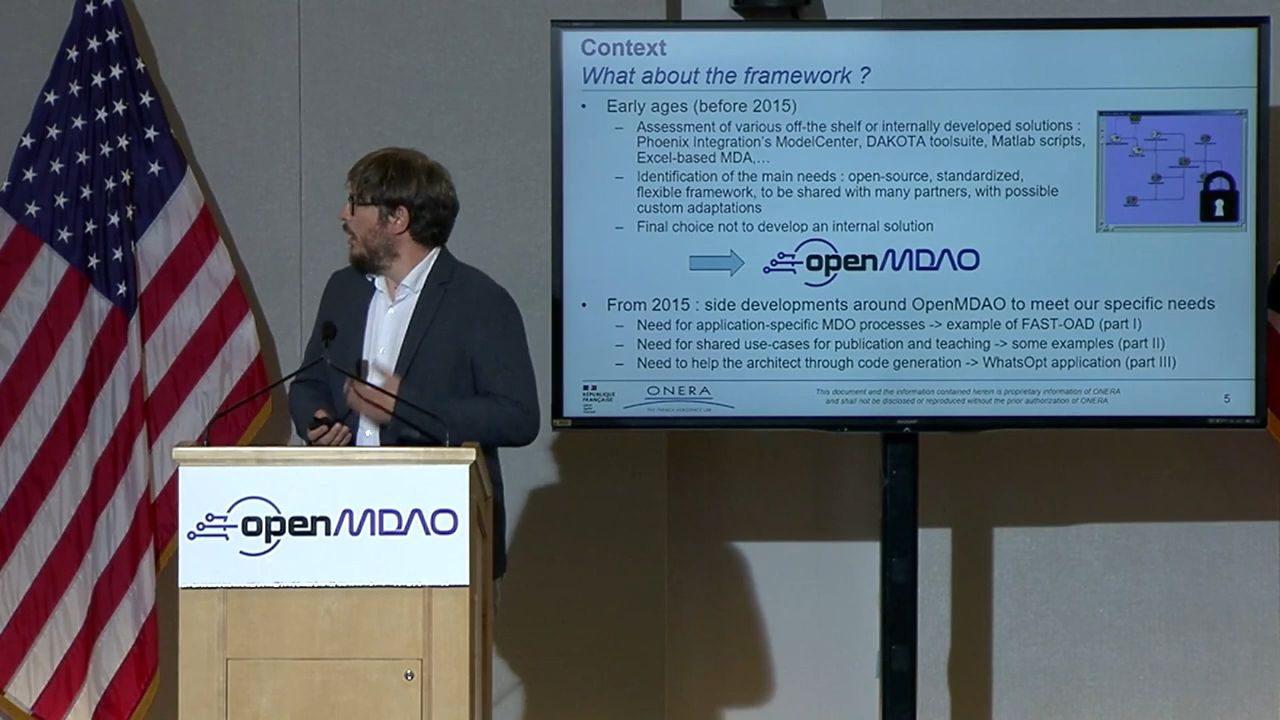 Context
What about the framework ?
• Early ages (before 2015)
– Assessment of various off-the shelf or internally developed solutions :
Phoenix Integration's ModelCenter, DAKOTA toolsuite, Matlab scripts,
Excel-based MDA,...
– Identification of the main needs : open-source, standardized,
flexible framework, to be shared with many partners, with possible
custom adaptations
– Final choice not to develop an internal solution
openMDAO
• From 2015 : side developments around OpenMDAO to meet our specific needs
– Need for application-specific MDO processes -> example of FAST-OAD (part I)
– Need for shared use-cases for publication and teaching -> some examples (part II)
– Need to help the architect through code generation -> WhatsOpt application (part III)
RÉPUBLIQUE
FRANÇAISE
ONERA
THE FRENCH AEROSPACE LAB
This document and the information contained herein is proprietary information of ONERA
and shall not be disclosed or reproduced without the prior authorization of ONERA.
5
openMDAO